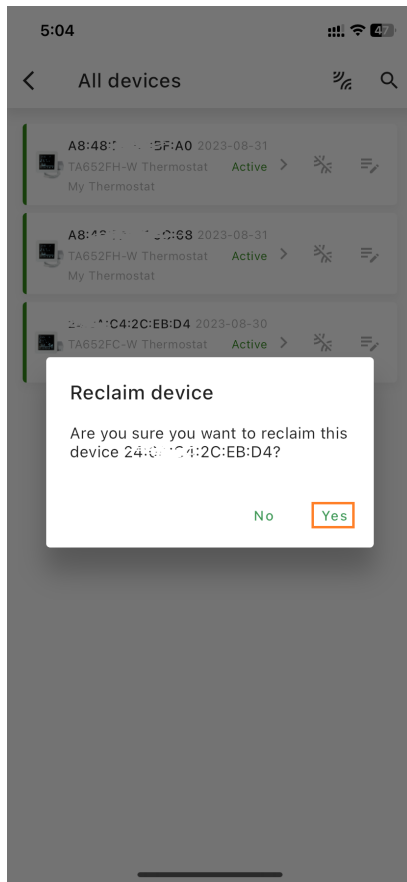 5:04
47
All devices
2023-08-31
TA652FH-W Thermostat Active
My Thermostat
2023-08-31
TA652FH-W Thermostat Active
My Thermostat
C4:2C:EB:D4 2023-08-30
TA652FC-W Thermostat Active
Reclaim device
Are you sure you want to reclaim this
device :2C:EB:D4?
No Yes